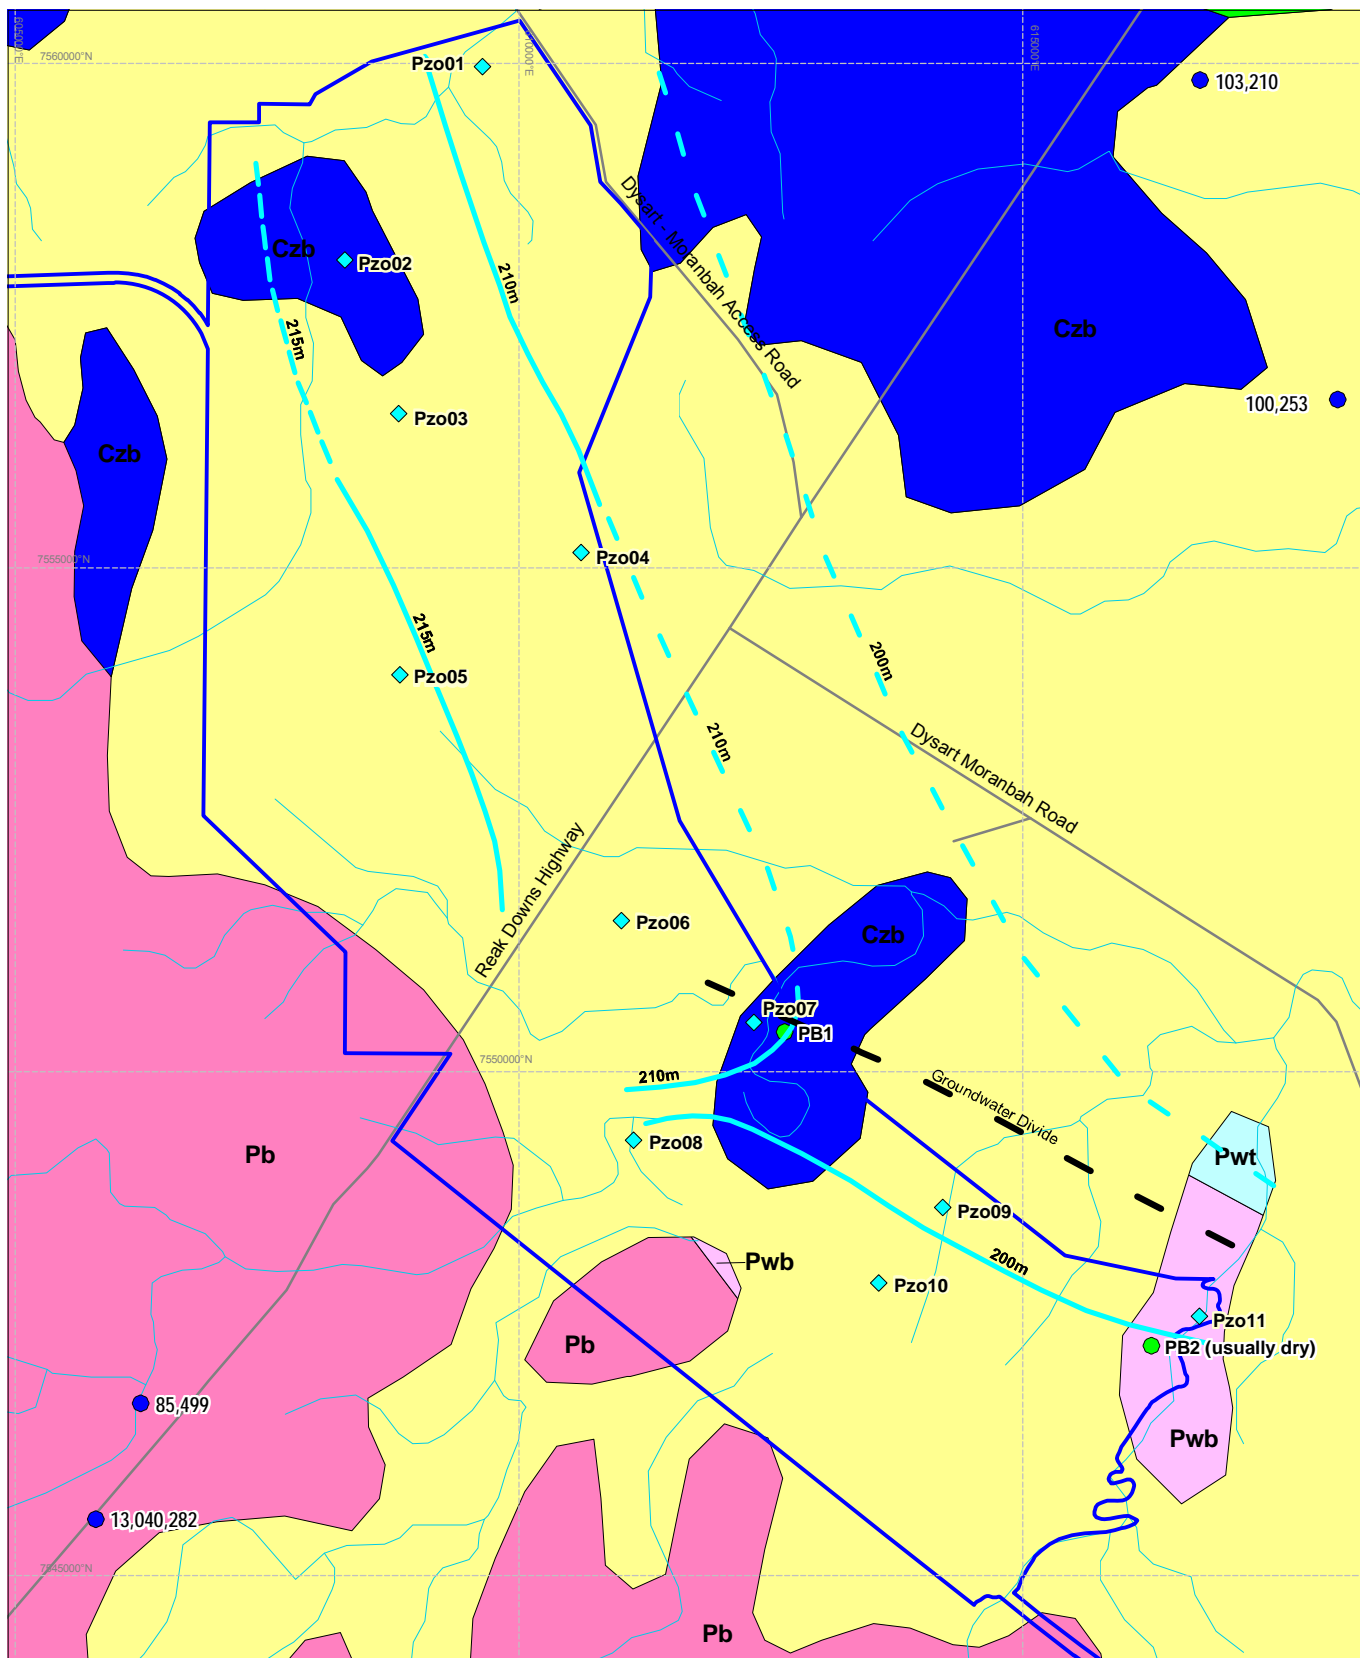 605000°E
610000°E
615000°E
7560000°N
Pzo01
103,210
Dysart - Moranbah Access Road
Czb
Pzo02
210m
215m
Czb
100,253
Pzo03
Czb
Pzo04
7555000°N
215m
Pzo05
200m
210m
Dysart Moranbah Road
Reak Downs Highway
Pzo06
Czb
Pzo07
PB1
7550000°N
210m
Groundwater Divide
Pzo08
Pb
Pwt
Pzo09
Pwb
200m
Pzo10
Pzo11
Pb
PB2 (usually dry)
85,499
Pwb
13,040,282
7545000°N
Pb